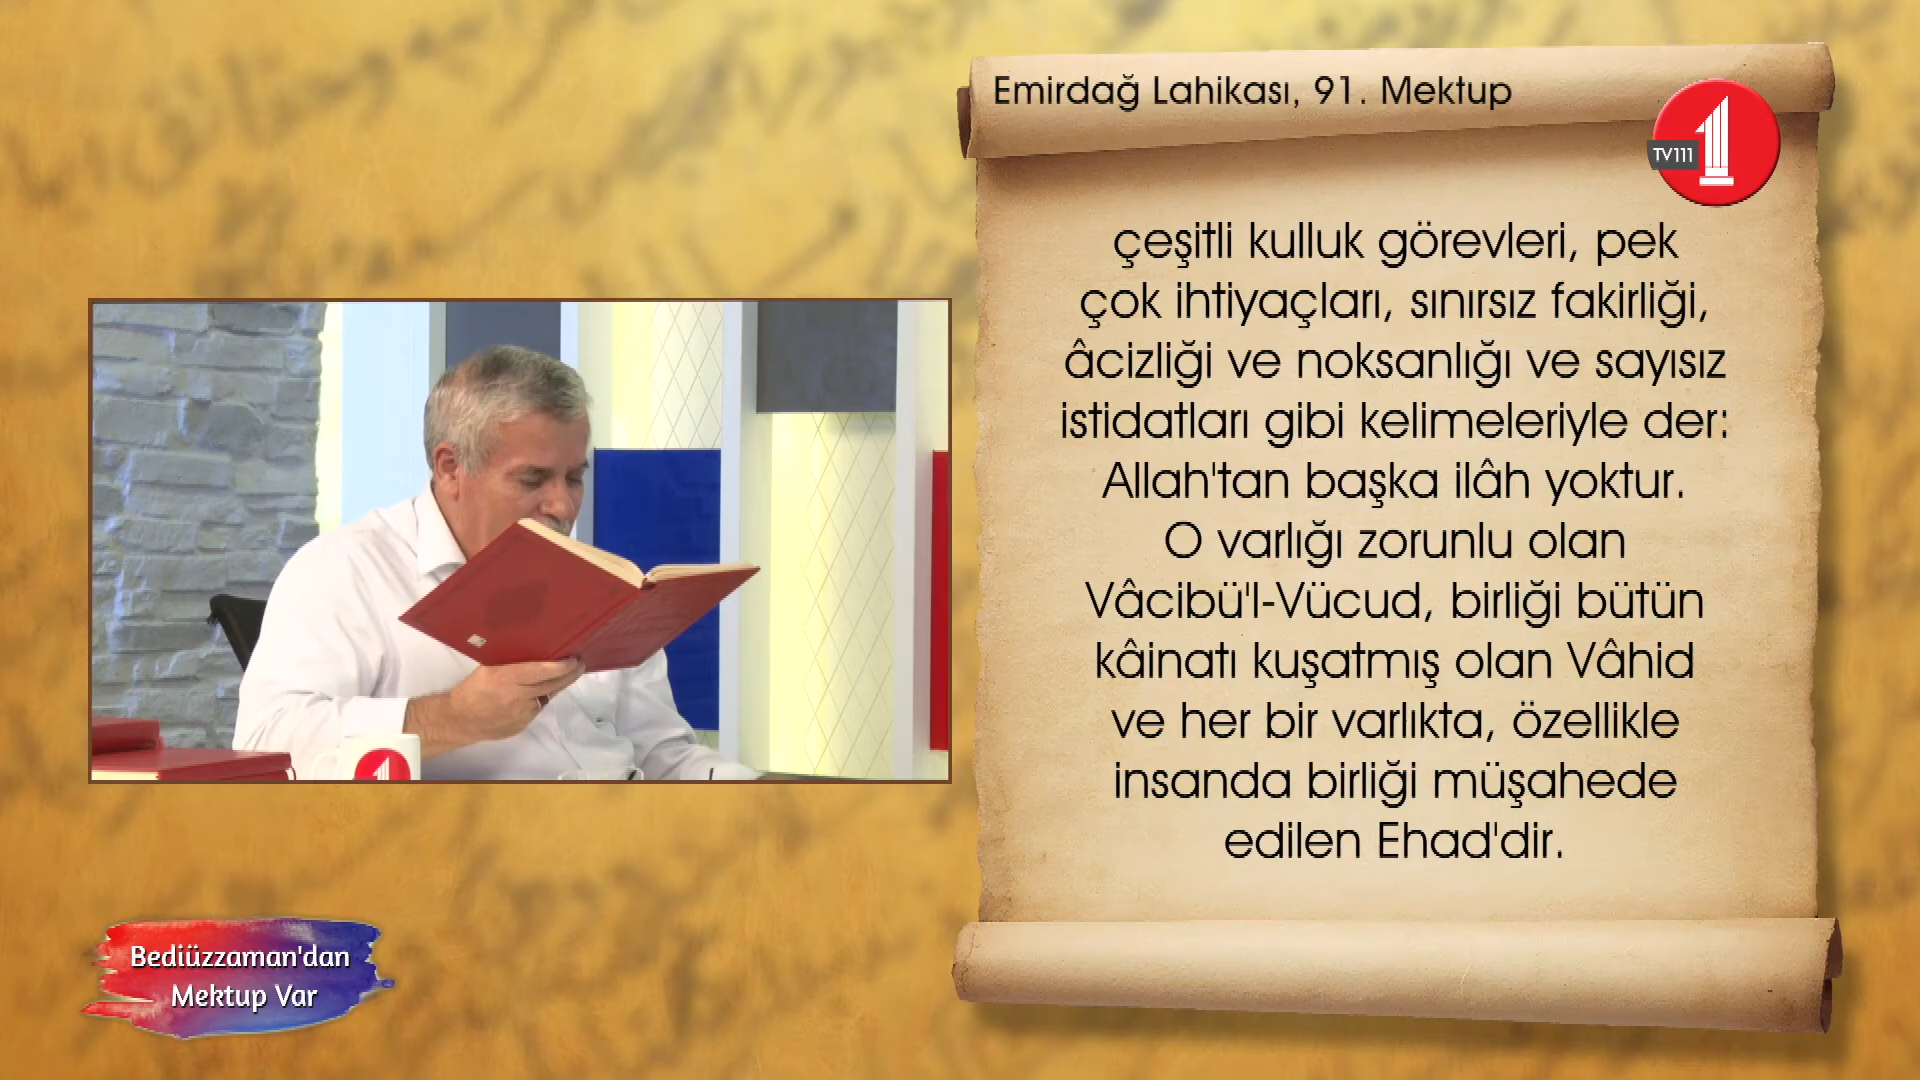 Emirdağ Lahikası, 91. Mektup
TV111
çeşitli kulluk görevleri, pek
çok ihtiyaçları, sınırsız fakirliği,
âcizliği ve noksanlığı ve sayısız
istidatları gibi kelimeleriyle der:
Allah'tan başka ilâh yoktur.
O varlığı zorunlu olan
Vâcibü'l-Vücud, birliği bütün
kâinatı kuşatmış olan Vâhid
ve her bir varlıkta, özellikle
insanda birliği müşahede
edilen Ehad'dir.
Bediüzzaman'dan
Mektup Var